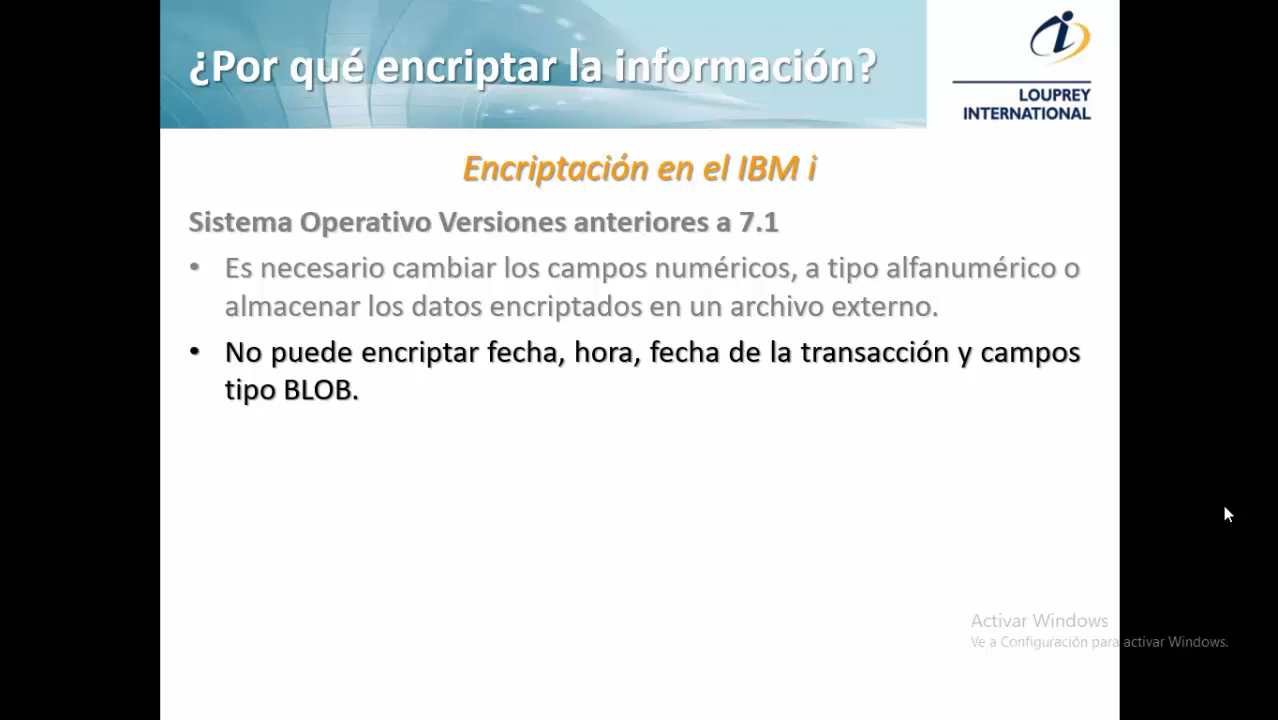 ¿Por qué encriptar la información?
LOUPREY
INTERNATIONAL
Encriptación en el IBM i
Sistema Operativo Versiones anteriores a 7.1
• Es necesario cambiar los campos numéricos, a tipo alfanumérico o
almacenar los datos encriptados en un archivo externo.
• No puede encriptar fecha, hora, fecha de la transacción y campos
tipo BLOB.
Activar Windows
Ve a Configuración para activar Windows.